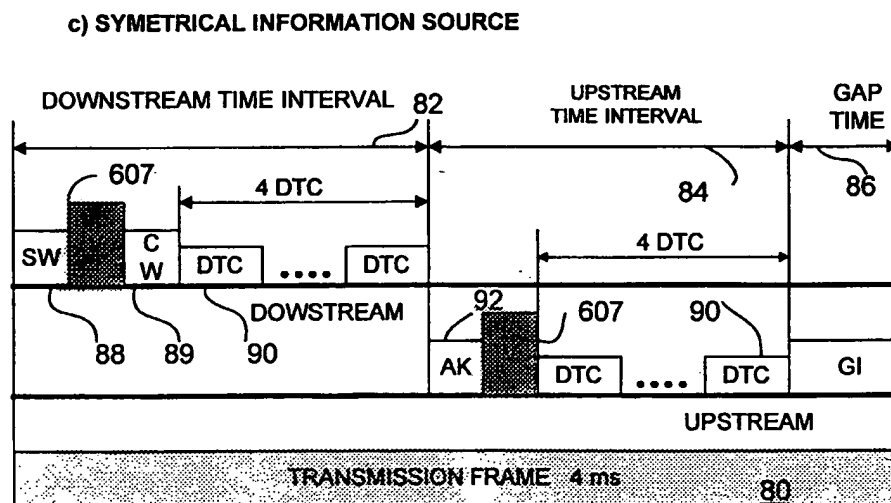 c) SYMETRICAL INFORMATION SOURCE
DOWNSTREAM TIME INTERVAL
82
UPSTREAM
TIME INTERVAL
GAP
TIME
607
4 DTC
84
86
4 DTC
SW
C
W
DTC
....
DTC
DOWSTREAM
92
607
90
88
89
90
AK
DTC
....
DTC
GI
UPSTREAM
TRANSMISSION FRAME 4 ms
80